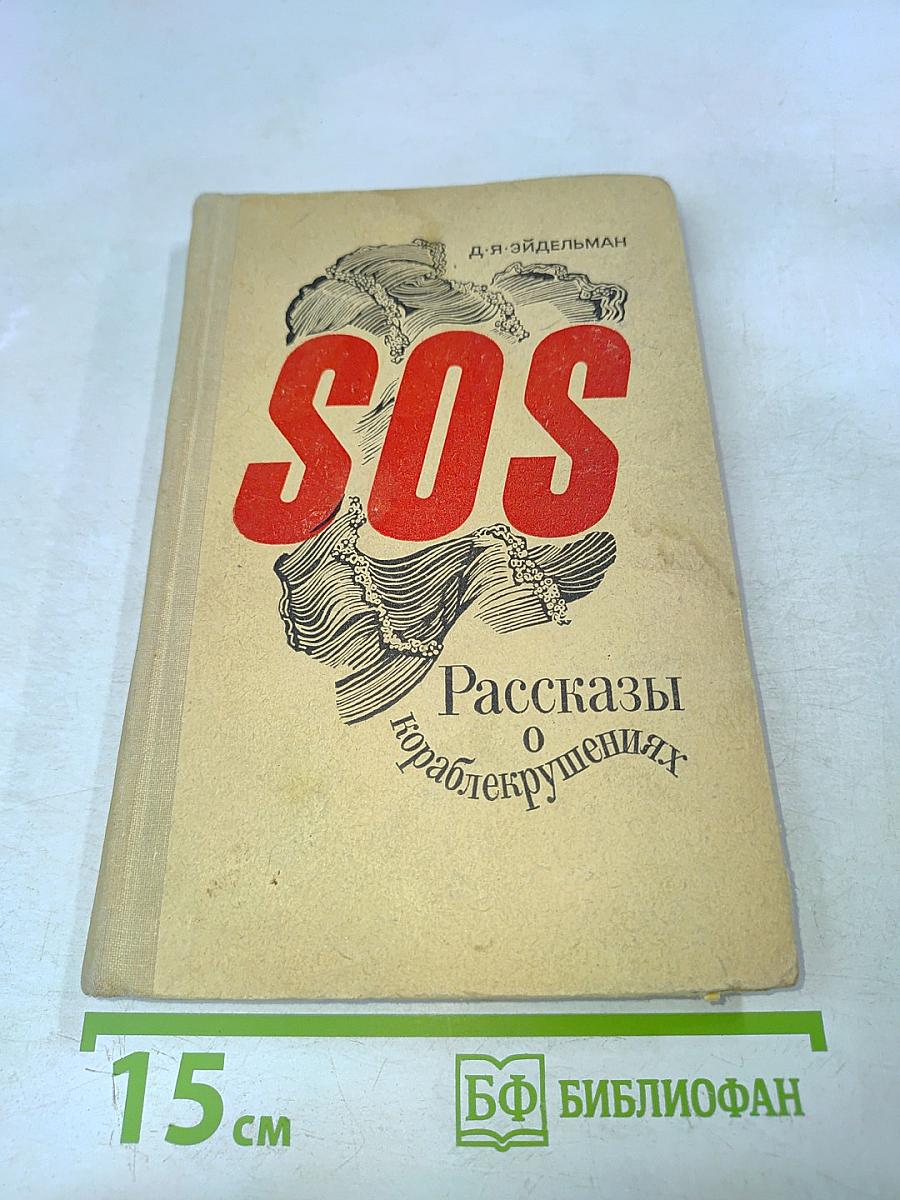 Д·Я·ЭЙДЕЛЬМАН
SOS
Рассказы
о
кораблекрушениях
15 см
БФ БИБЛИОФАН